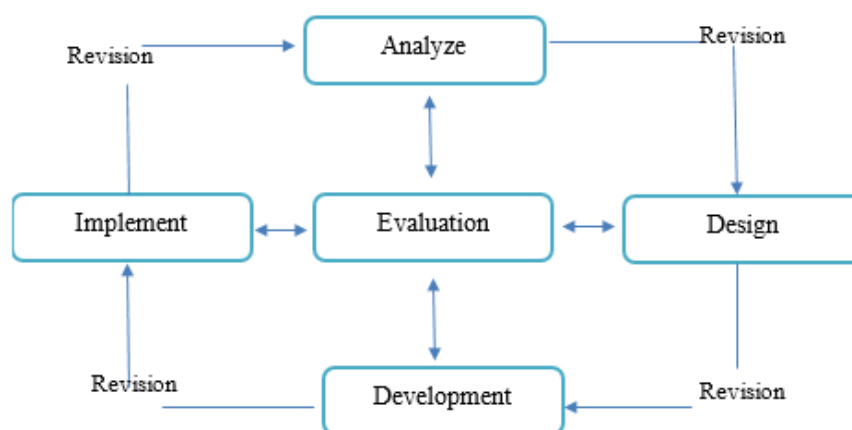 Analyze
Revision
Revision
Implement
Evaluation
Design
Revision
Development
Revision